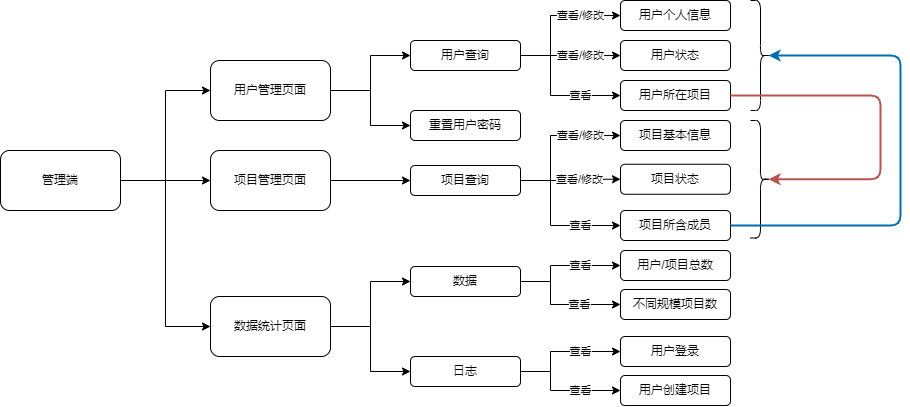 管理端
用户管理页面
用户查询
查看/修改
用户个人信息
查看/修改
用户状态
查看
用户所在项目
重置用户密码
项目管理页面
项目查询
查看/修改
项目基本信息
查看/修改
项目状态
查看
项目所含成员
数据统计页面
数据
查看
用户/项目总数
查看
不同规模项目数
日志
查看
用户登录
查看
用户创建项目